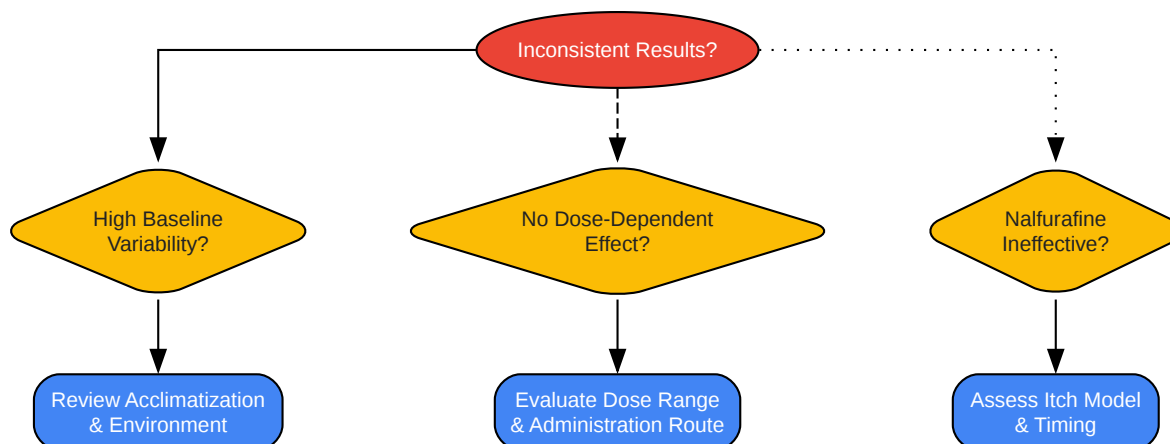 Inconsistent Results?
High Baseline
Variability?
No Dose-Dependent
Effect?
Nalfurafine
Ineffective?
Review Acclimatization
& Environment
Evaluate Dose Range
& Administration Route
Assess Itch Model
& Timing